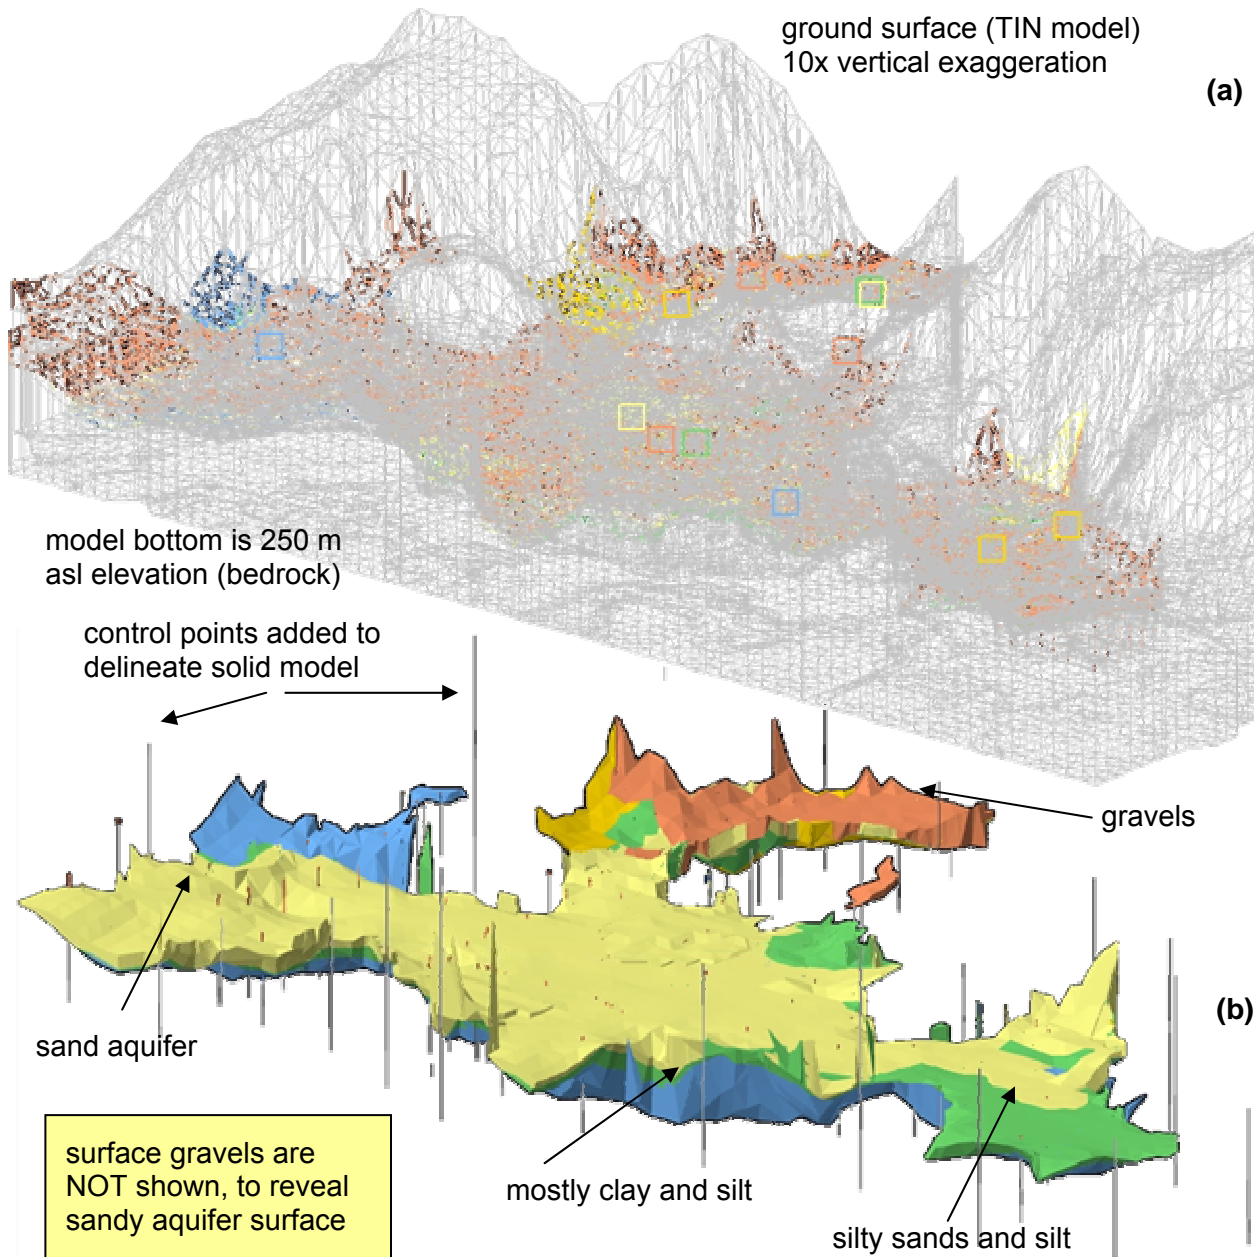 ground surface (TIN model)
10x vertical exaggeration
(a)
model bottom is 250 m
asl elevation (bedrock)
control points added to
delineate solid model
gravels
(b)
sand aquifer
surface gravels are
NOT shown, to reveal
sandy aquifer surface
mostly clay and silt
silty sands and silt